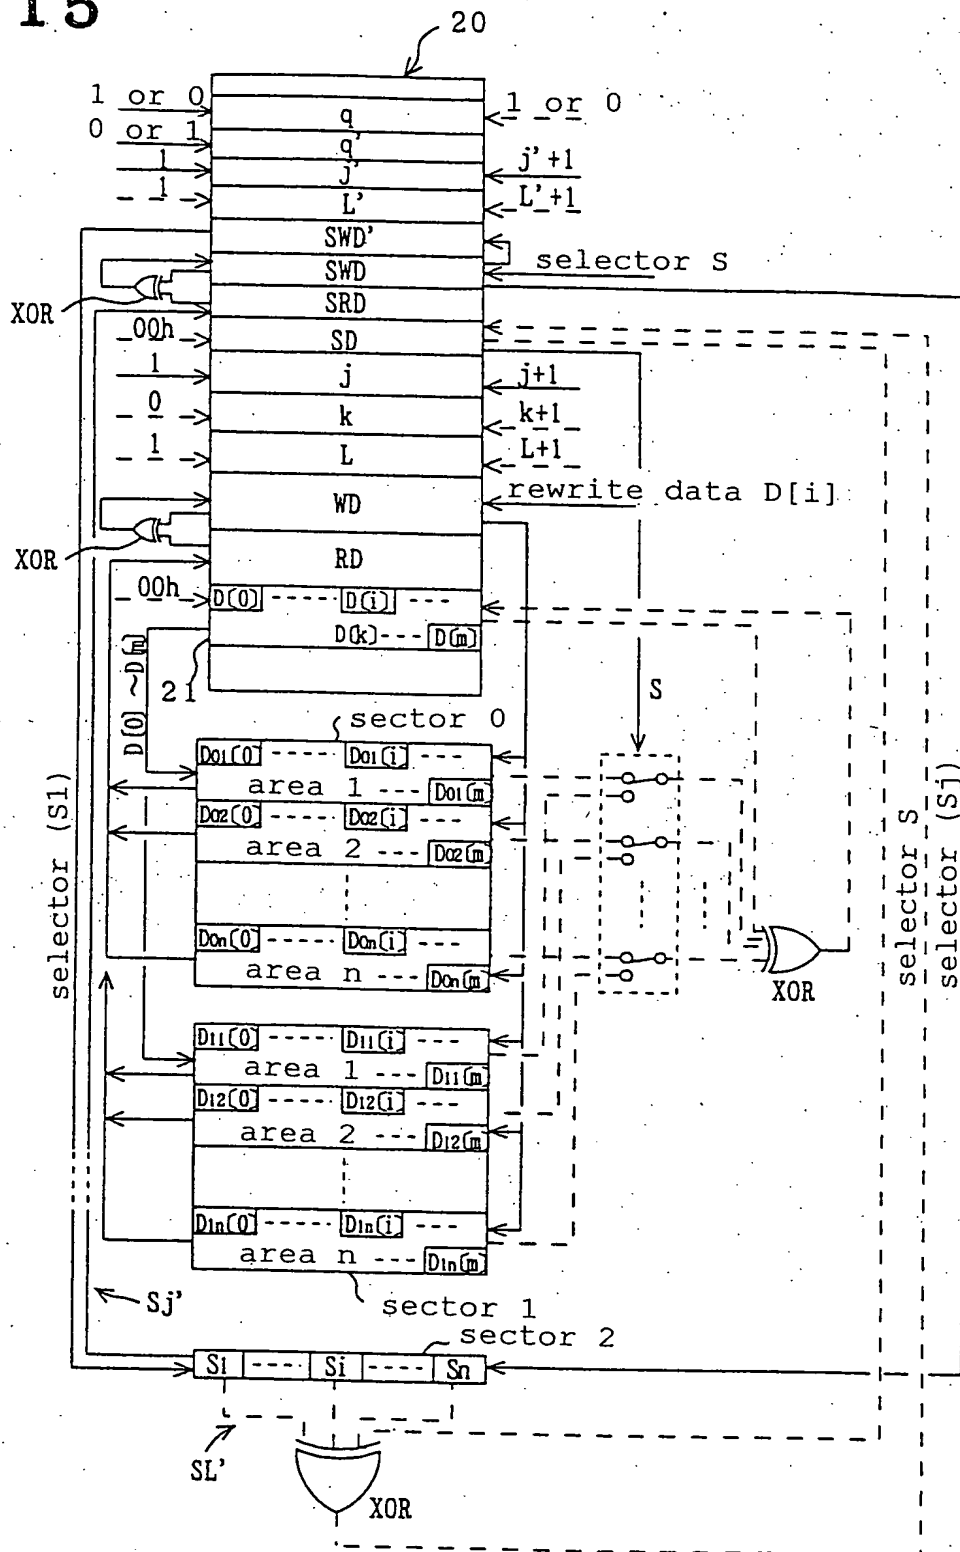 15
20
1 or 0 q 1 or 0
0 or 1 q'
1 j' j'+1
1 L' L'+1
SWD'
SWD selector S
XOR SRD
00h SD
1 j j+1
0 k k+1
1 L L+1
WD rewrite data D[i]
XOR
RD
00h D(0) ----- D(i) ---
D(k)--- D(m)
D(0) ~ D(m)
21
S
sector 0
D01(0) ----- D01(i) ---
area 1 --- D01(m)
D02(0) ----- D02(i) ---
area 2 --- D02(m)
D0n(0) ----- D0n(i) ---
area n --- D0n(m)
selector (S1)
XOR
selector S
selector (Sj)
D11(0) ----- D11(i) ---
area 1 --- D11(m)
D12(0) ----- D12(i) ---
area 2 --- D12(m)
D1n(0) ----- D1n(i) ---
area n --- D1n(m)
Sj'
sector 1
sector 2
S1 ---- Si ---- Sn
SL'
XOR